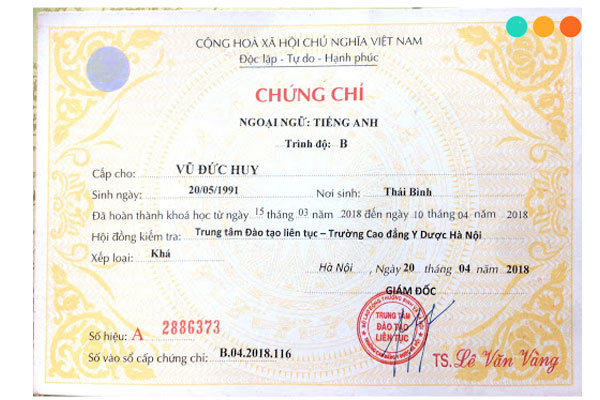 CỘNG HOÀ XÃ HỘI CHỦ NGHĨA VIỆT NAM
Độc lập - Tự do - Hạnh phúc
CHỨNG CHỈ
NGOẠI NGỮ: TIẾNG ANH
Trình độ: B
Cấp cho: VŨ ĐỨC HUY
Sinh ngày: 20/05/1991 Nơi sinh: Thái Bình
Đã hoàn thành khoá học từ ngày 15 tháng 03 năm 2018 đến ngày 10 tháng 04 năm 2018
Hội đồng kiểm tra: Trung tâm Đào tạo liên tục – Trường Cao đẳng Y Dược Hà Nội
Xếp loại: Khá
Hà Nội, Ngày 20 tháng 04 năm 2018
GIÁM ĐỐC
TRUNG TÂM
ĐÀO TẠO
LIÊN TỤC
Số hiệu: A 2886373
Số vào sổ cấp chứng chỉ: B.04.2018.116
TS. Lê Văn Vàng